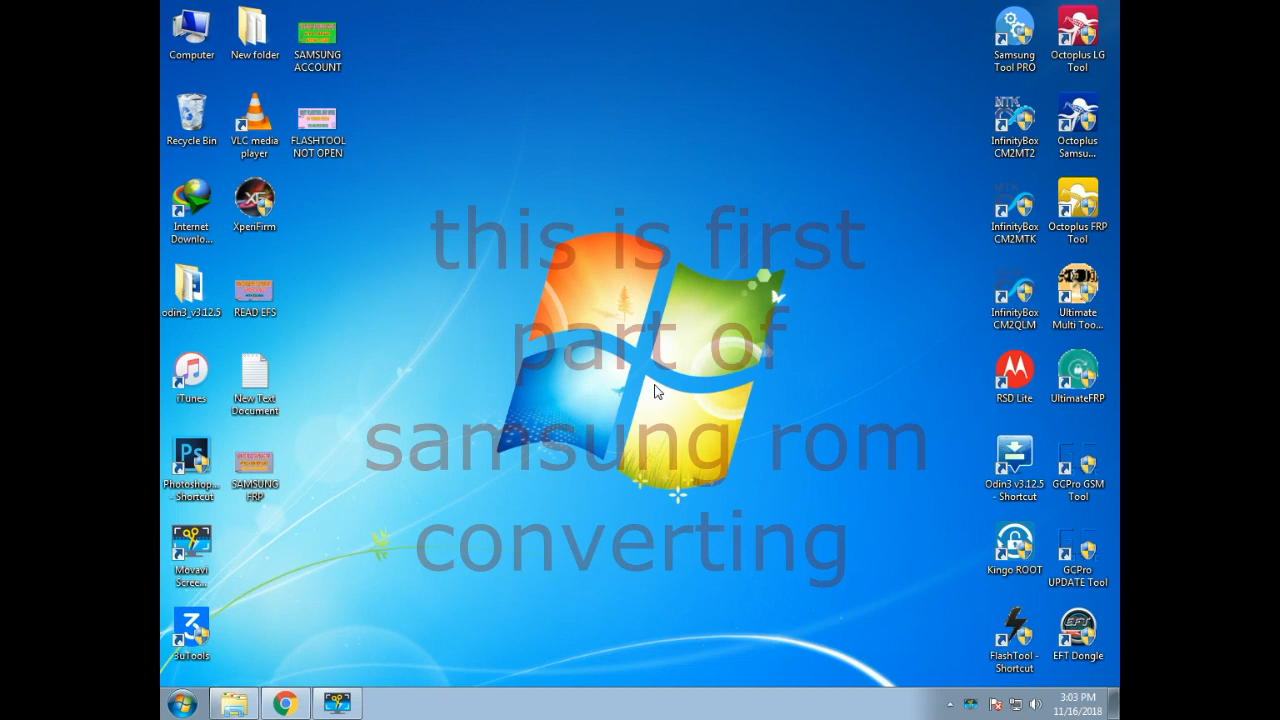 Computer
New folder
SAMSUNG
ACCOUNT
Samsung
Tool PRO
Octoplus LG
Tool
Recycle Bin
VLC media
player
FLASHTOOL
NOT OPEN
InfinityBox
CM2MT2
Octoplus
Samsu...
Internet
Downlo...
XperiFirm
InfinityBox
CM2MTK
Octoplus FRP
Tool
odin3_v3.12.5
READ EFS
InfinityBox
CM2QLM
Ultimate
Multi Too...
iTunes
New Text
Document
RSD Lite
UltimateFRP
Photoshop...
- Shortcut
SAMSUNG
FRP
Odin3 v3.12.5
- Shortcut
GCPro GSM
Tool
Movavi
Scree...
Kingo ROOT
GCPro
UPDATE Tool
3uTools
FlashTool -
Shortcut
EFT Dongle
this is first
part of
samsung rom
converting
3:03 PM
11/16/2018